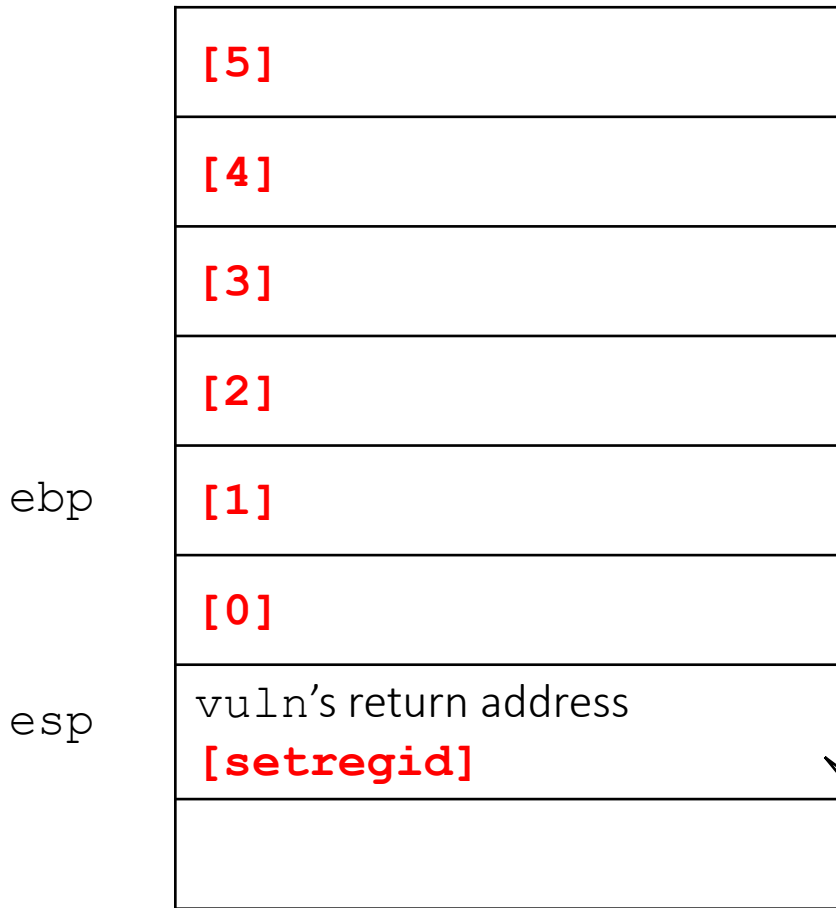 [5]
[4]
[3]
[2]
ebp [1]
[0]
esp vuln’s return address
[setregid]